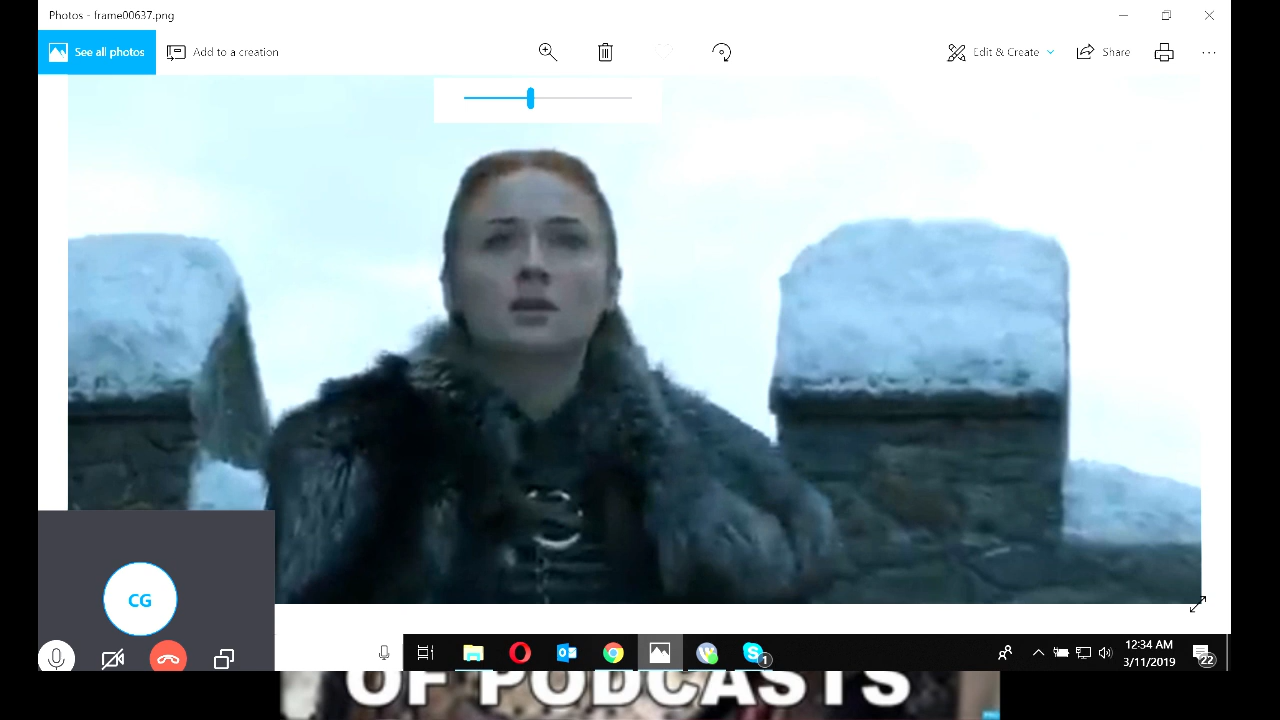 Photos - frame00637.png
See all photos
Add to a creation
Edit & Create
Share
CG
12:34 AM
3/11/2019
1
22
OF PODCASTS